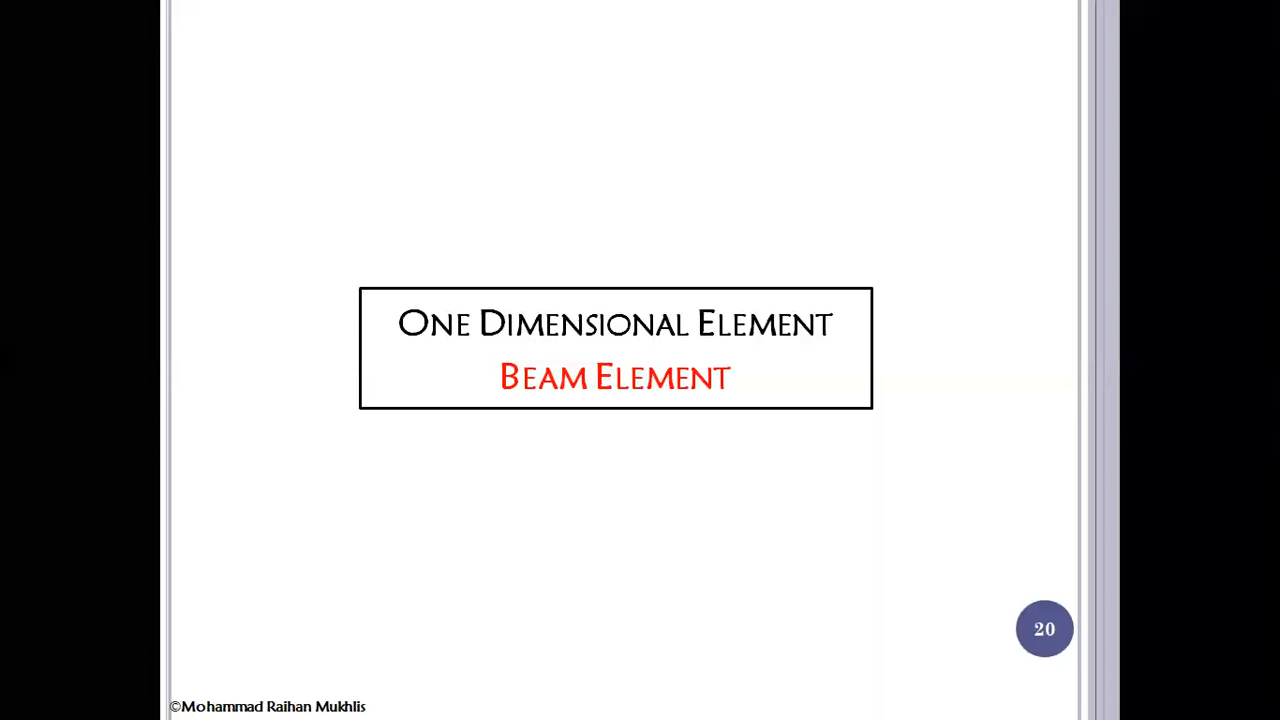 ONE DIMENSIONAL ELEMENT
BEAM ELEMENT
20
©Mohammad Raihan Mukhlis